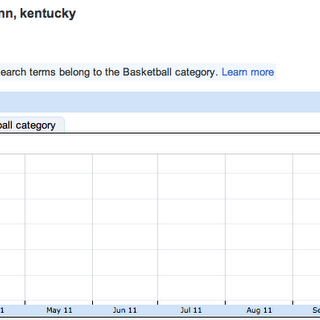 nn, kentucky
earch terms belong to the Basketball category. Learn more
all category
1 May 11 Jun 11 Jul 11 Aug 11 Se